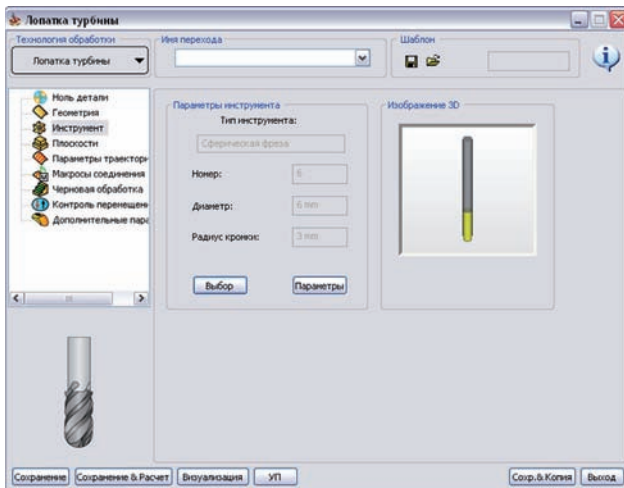 Лопатка турбины
Технология обработки
Имя перехода
Шаблон
Лопатка турбины
Ноль детали
Геометрия
Инструмент
Плоскости
Параметры траектори
Макросы соединения
Черновая обработка
Контроль перемещени
Дополнительные пара
Параметры инструмента
Тип инструмента:
Сферическая фреза
Номер:
6
Диаметр:
6 mm
Радиус кромки:
3 mm
Выбор
Параметры
Изображение 3D
Сохранение
Сохранение & Расчет
Визуализация
УП
Сохр.& Копия
Выход